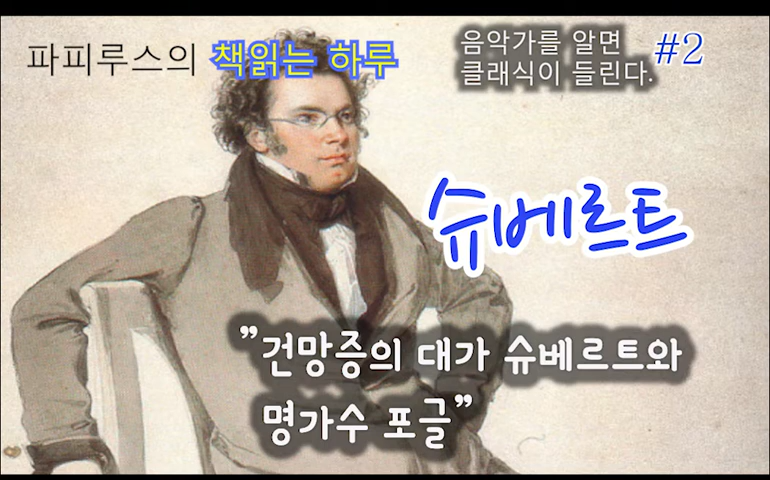 파피루스의 책읽는 하루
음악가를 알면
클래식이 들린다.
#2
슈베르트
"건망증의 대가 슈베르트와
명가수 포글"